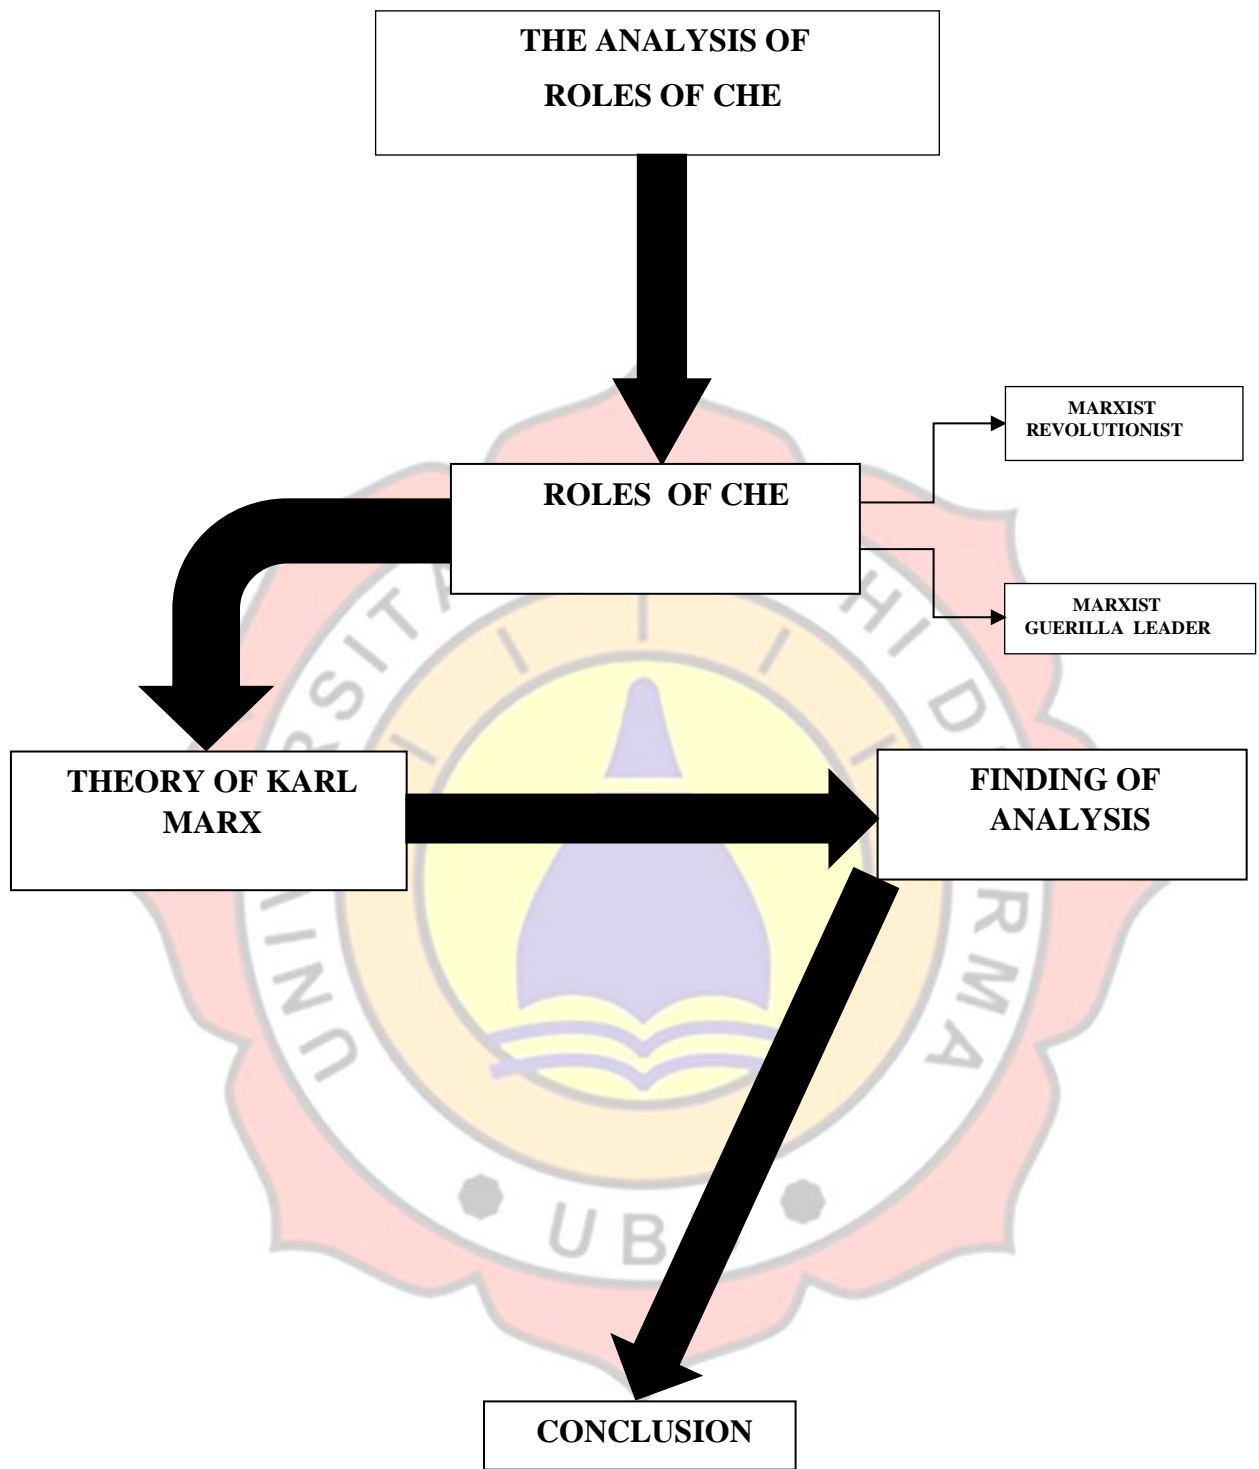 THE ANALYSIS OF
ROLES OF CHE
MARXIST
REVOLUTIONIST
ROLES OF CHE
MARXIST
GUERILLA LEADER
THEORY OF KARL
MARX
FINDING OF
ANALYSIS
CONCLUSION
UB